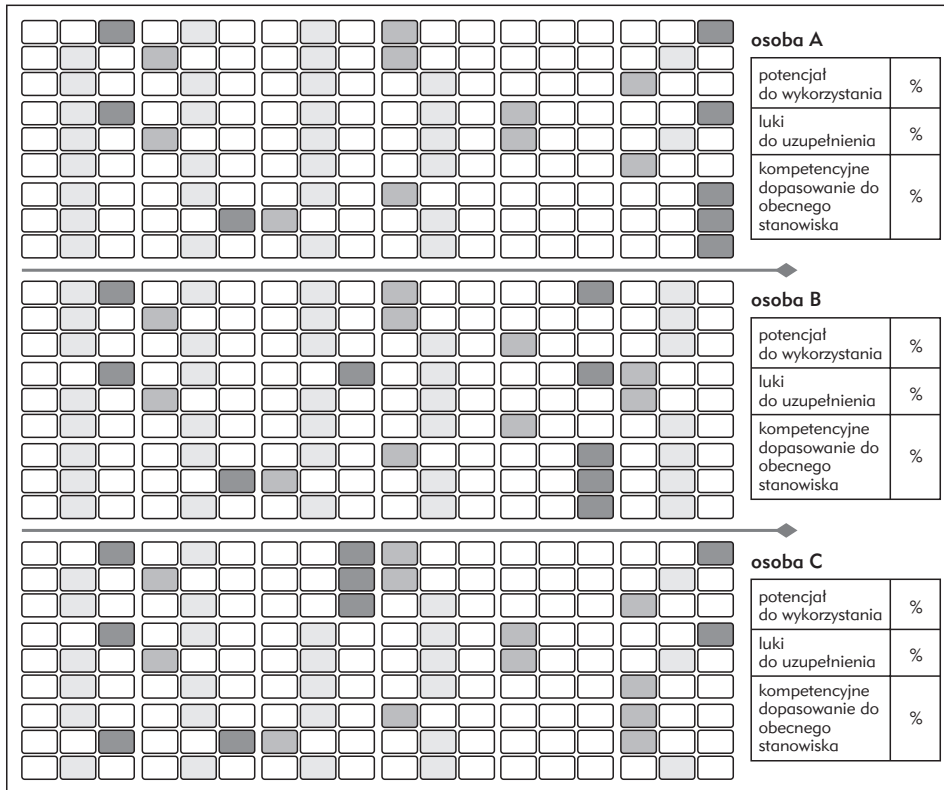 osoba A
potencjał
do wykorzystania
%
luki
do uzupełnienia
%
kompetencyjne
dopasowanie do
obecnego
stanowiska
%
osoba B
potencjał
do wykorzystania
%
luki
do uzupełnienia
%
kompetencyjne
dopasowanie do
obecnego
stanowiska
%
osoba C
potencjał
do wykorzystania
%
luki
do uzupełnienia
%
kompetencyjne
dopasowanie do
obecnego
stanowiska
%